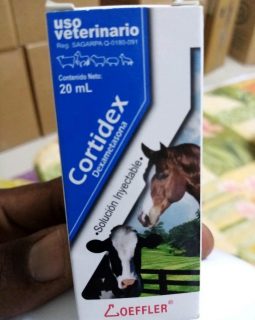 uso
veterinario
Reg. SAGARPA Q-0180-091
Contenido Neto:
20 mL
Cortidex
Dexametasona
•Solución Inyectable•
LOEFFLER®